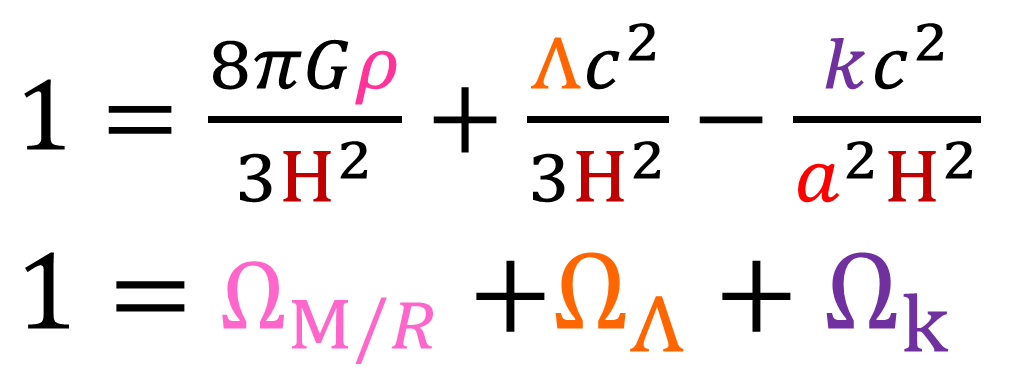 1 = 8πGρ/3H² + Λc²/3H² − kc²/a²H²
1 = Ω_M/R + Ω_Λ + Ω_k